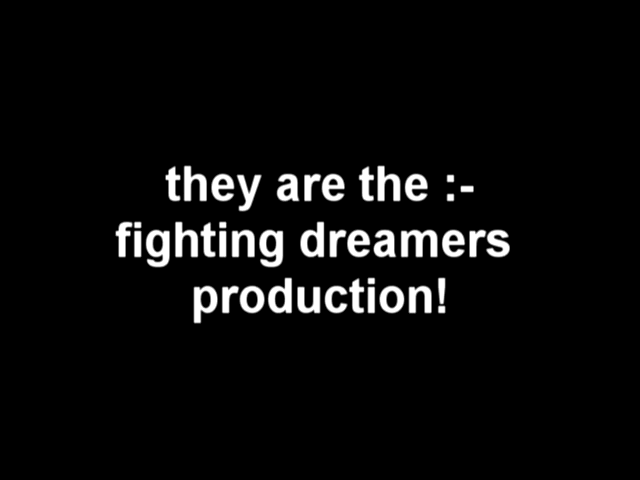 they are the :-
fighting dreamers
production!